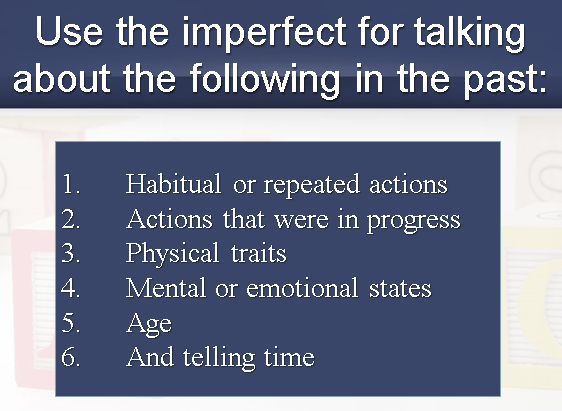 Use the imperfect for talking
about the following in the past:
1. Habitual or repeated actions
2. Actions that were in progress
3. Physical traits
4. Mental or emotional states
5. Age
6. And telling time